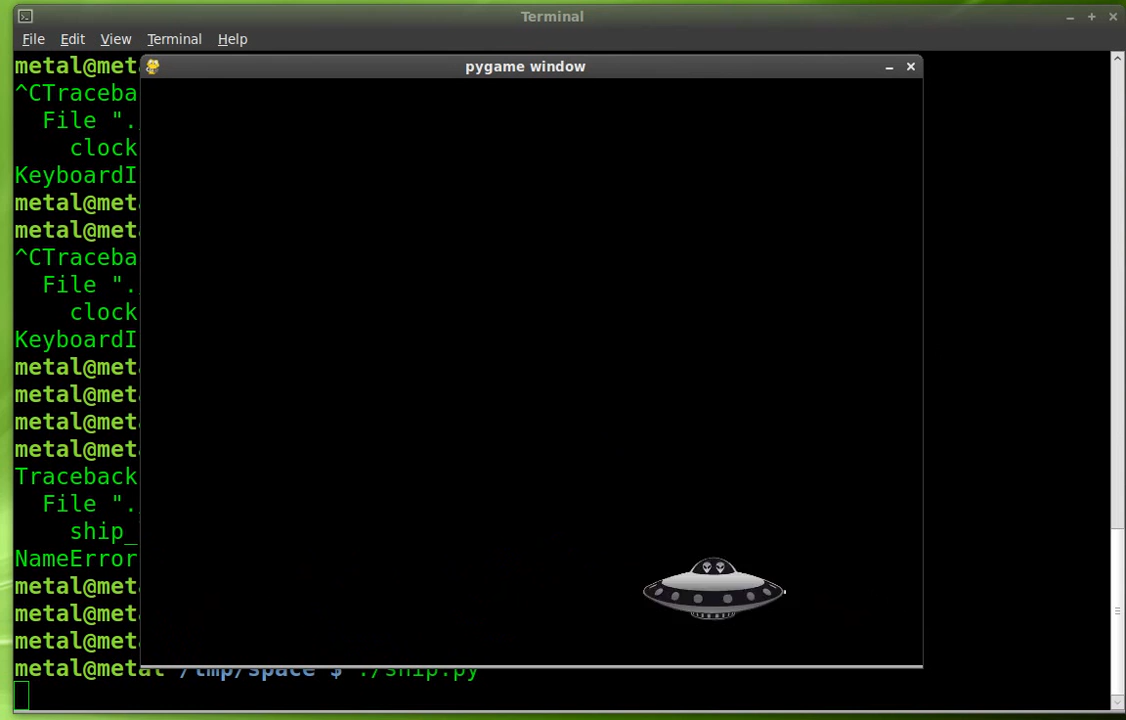 Terminal
File Edit View Terminal Help
pygame window
metal@met
^CTraceba
File ".
clock
KeyboardI
metal@met
metal@met
^CTraceba
File ".
clock
KeyboardI
metal@met
metal@met
metal@met
metal@met
Traceback
File ".
ship_
NameError
metal@met
metal@met
metal@met
metal@metal /tmp/space $ ./ship.py